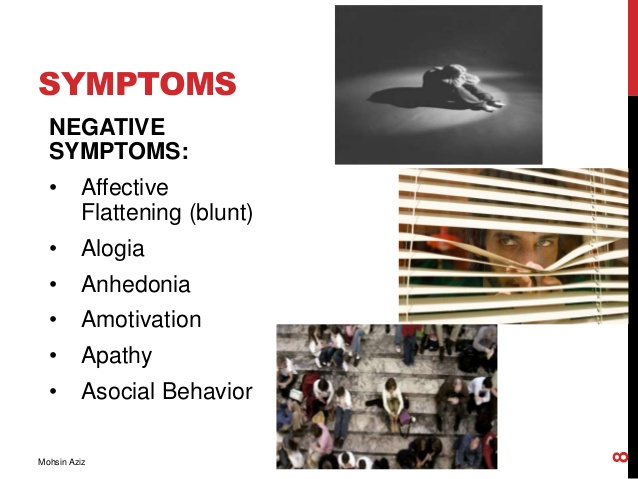 SYMPTOMS
NEGATIVE
SYMPTOMS:
• Affective
Flattening (blunt)
• Alogia
• Anhedonia
• Amotivation
• Apathy
• Asocial Behavior
Mohsin Aziz
8